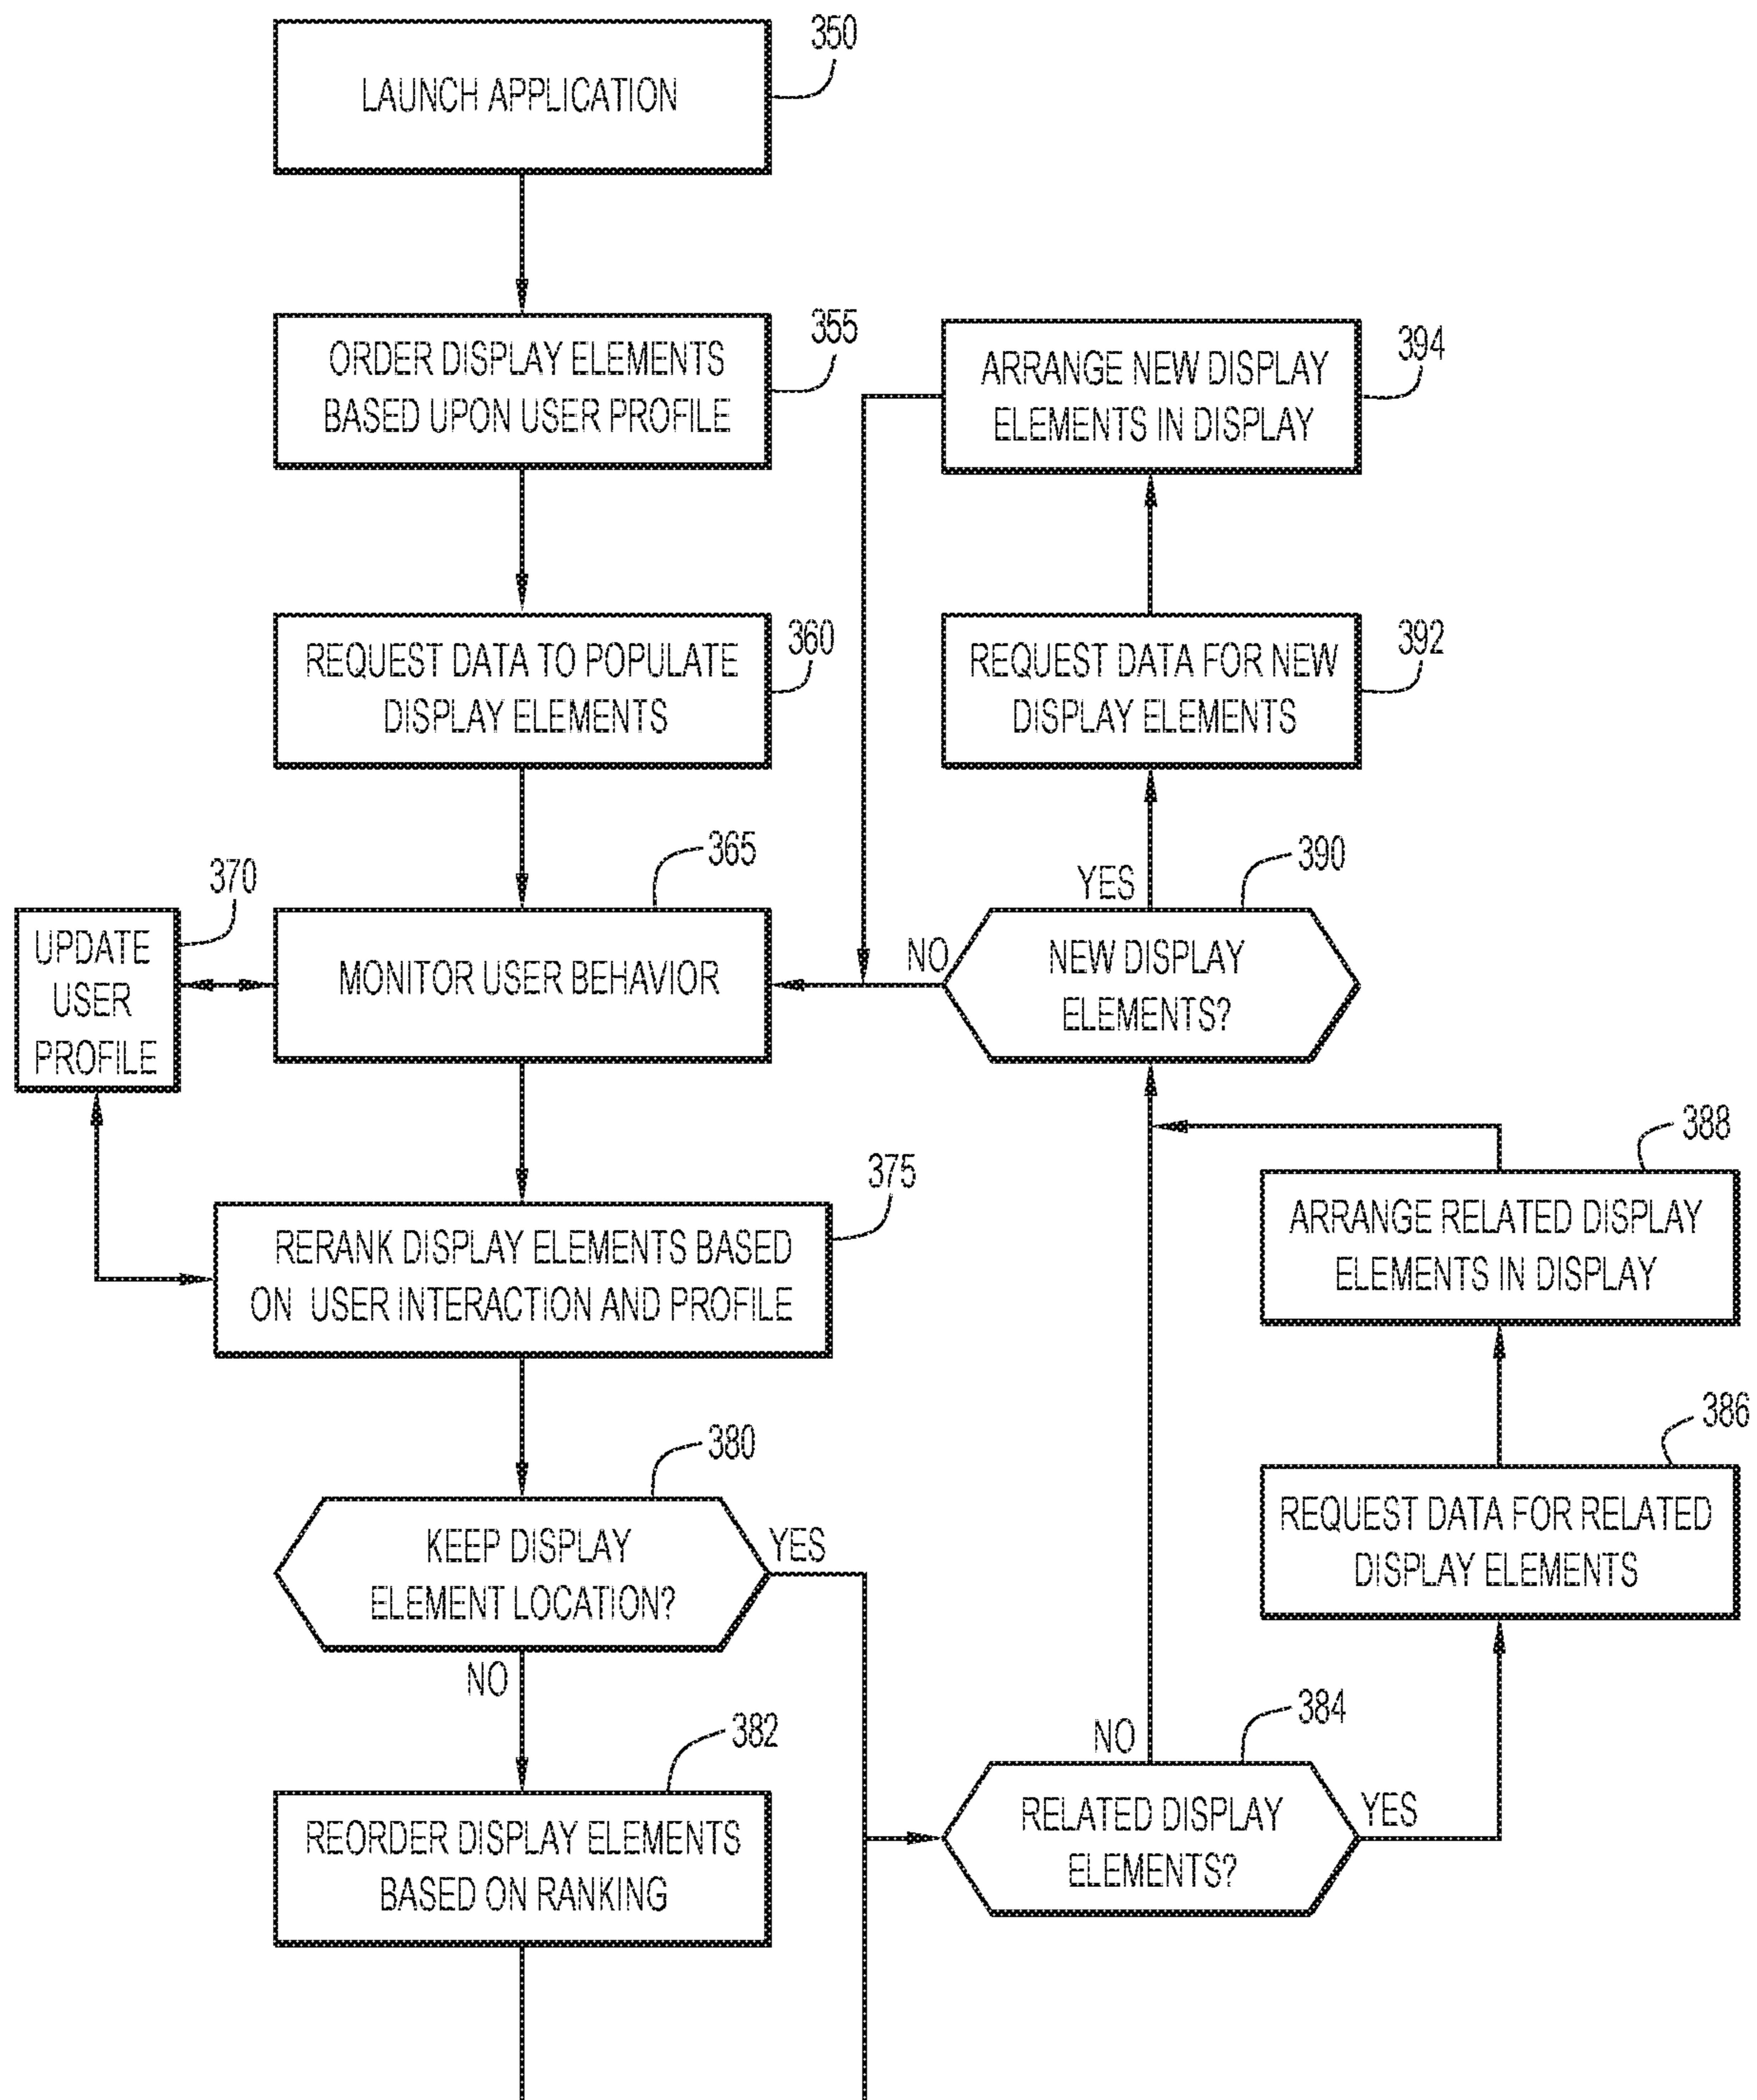 350
LAUNCH APPLICATION
355
ORDER DISPLAY ELEMENTS
BASED UPON USER PROFILE
394
ARRANGE NEW DISPLAY
ELEMENTS IN DISPLAY
360
REQUEST DATA TO POPULATE
DISPLAY ELEMENTS
392
REQUEST DATA FOR NEW
DISPLAY ELEMENTS
365
MONITOR USER BEHAVIOR
370
UPDATE
USER
PROFILE
390
YES
NO
NEW DISPLAY
ELEMENTS?
375
RERANK DISPLAY ELEMENTS BASED
ON USER INTERACTION AND PROFILE
388
ARRANGE RELATED DISPLAY
ELEMENTS IN DISPLAY
380
KEEP DISPLAY
ELEMENT LOCATION?
YES
NO
386
REQUEST DATA FOR RELATED
DISPLAY ELEMENTS
382
REORDER DISPLAY ELEMENTS
BASED ON RANKING
384
NO
RELATED DISPLAY
ELEMENTS?
YES